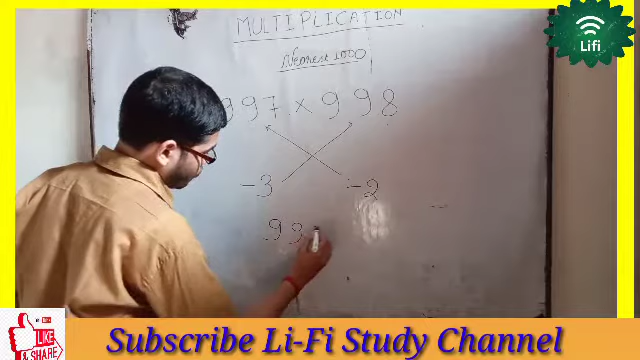 MULTIPLICATION
Nearest 1000
997 × 998
-3 -2
99
Lifi
LIKE
& SHARE
Subscribe Li-Fi Study Channel